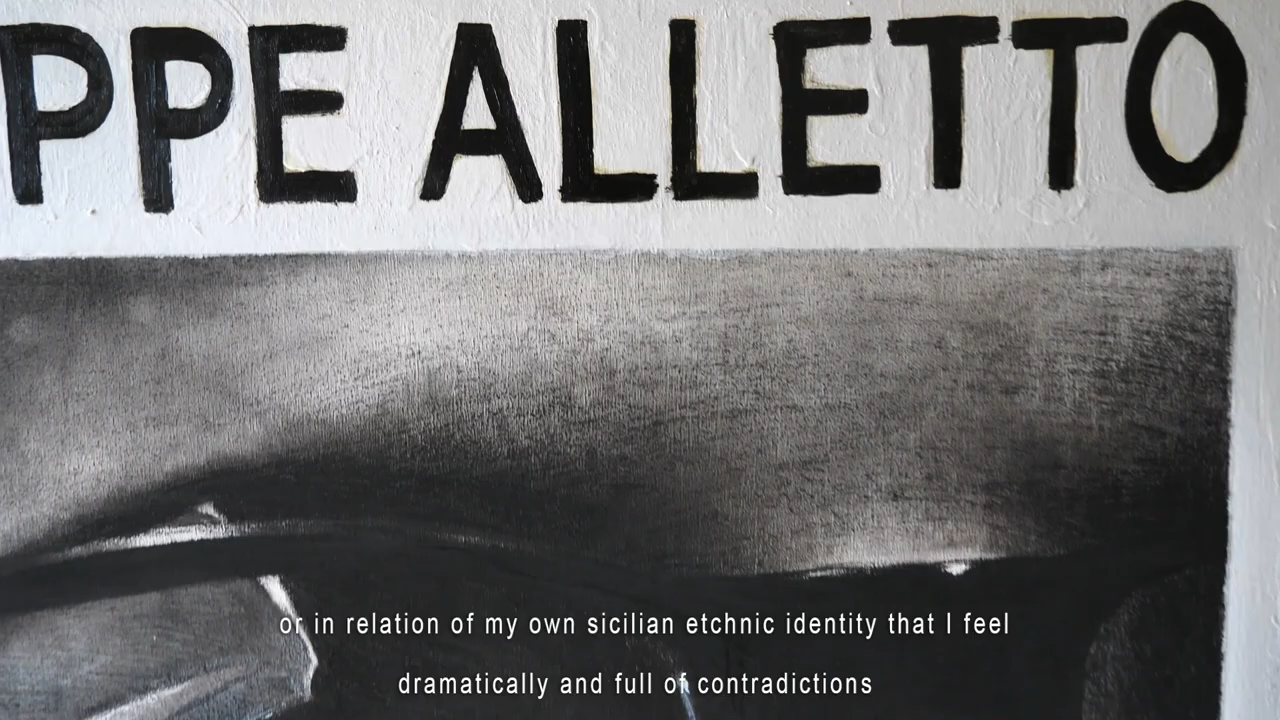 PPE ALLETTO
or in relation of my own sicilian etchnic identity that I feel
dramatically and full of contradictions